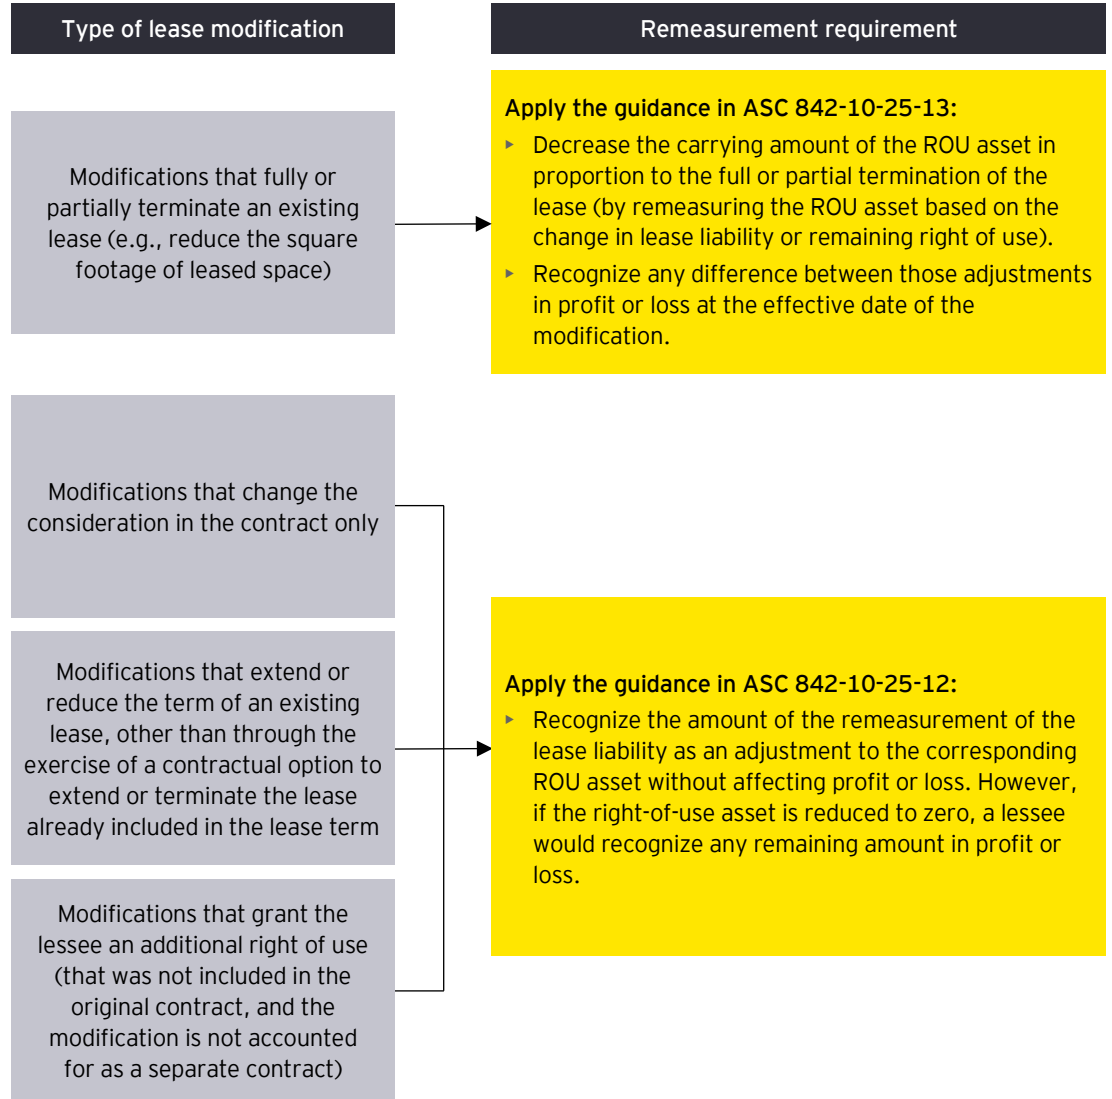 Type of lease modification
Remeasurement requirement
Modifications that fully or
partially terminate an existing
lease (e.g., reduce the square
footage of leased space)
Apply the guidance in ASC 842-10-25-13:
▸ Decrease the carrying amount of the ROU asset in
proportion to the full or partial termination of the
lease (by remeasuring the ROU asset based on the
change in lease liability or remaining right of use).
▸ Recognize any difference between those adjustments
in profit or loss at the effective date of the
modification.
Modifications that change the
consideration in the contract only
Modifications that extend or
reduce the term of an existing
lease, other than through the
exercise of a contractual option to
extend or terminate the lease
already included in the lease term
Modifications that grant the
lessee an additional right of use
(that was not included in the
original contract, and the
modification is not accounted
for as a separate contract)
Apply the guidance in ASC 842-10-25-12:
▸ Recognize the amount of the remeasurement of the
lease liability as an adjustment to the corresponding
ROU asset without affecting profit or loss. However,
if the right-of-use asset is reduced to zero, a lessee
would recognize any remaining amount in profit or
loss.